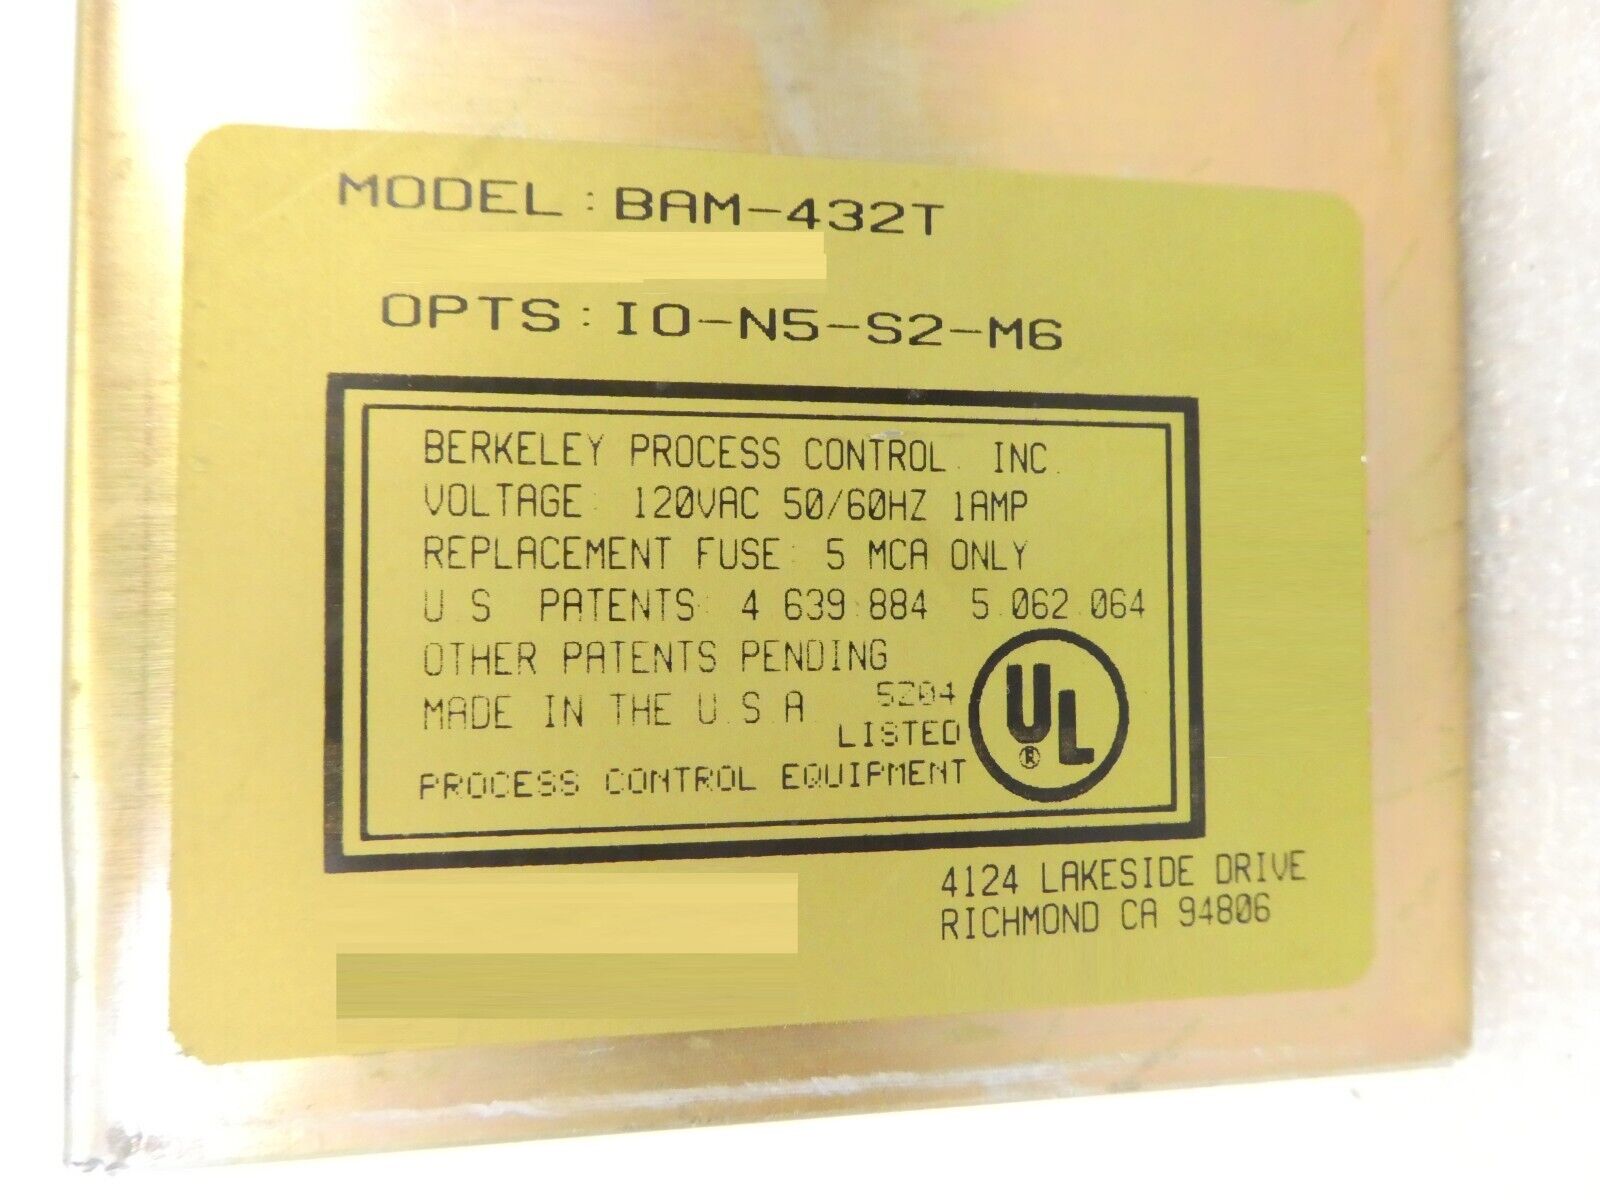 MODEL: BAM-432T
OPTS: IO-N5-S2-M6
BERKELEY PROCESS CONTROL. INC.
VOLTAGE: 120VAC 50/60HZ 1AMP
REPLACEMENT FUSE: 5 MCA ONLY
U.S. PATENTS: 4.639.884 5.062.064
OTHER PATENTS PENDING
MADE IN THE U.S.A.
5Z04
LISTED
PROCESS CONTROL EQUIPMENT
UL
®
4124 LAKESIDE DRIVE
RICHMOND CA 94806